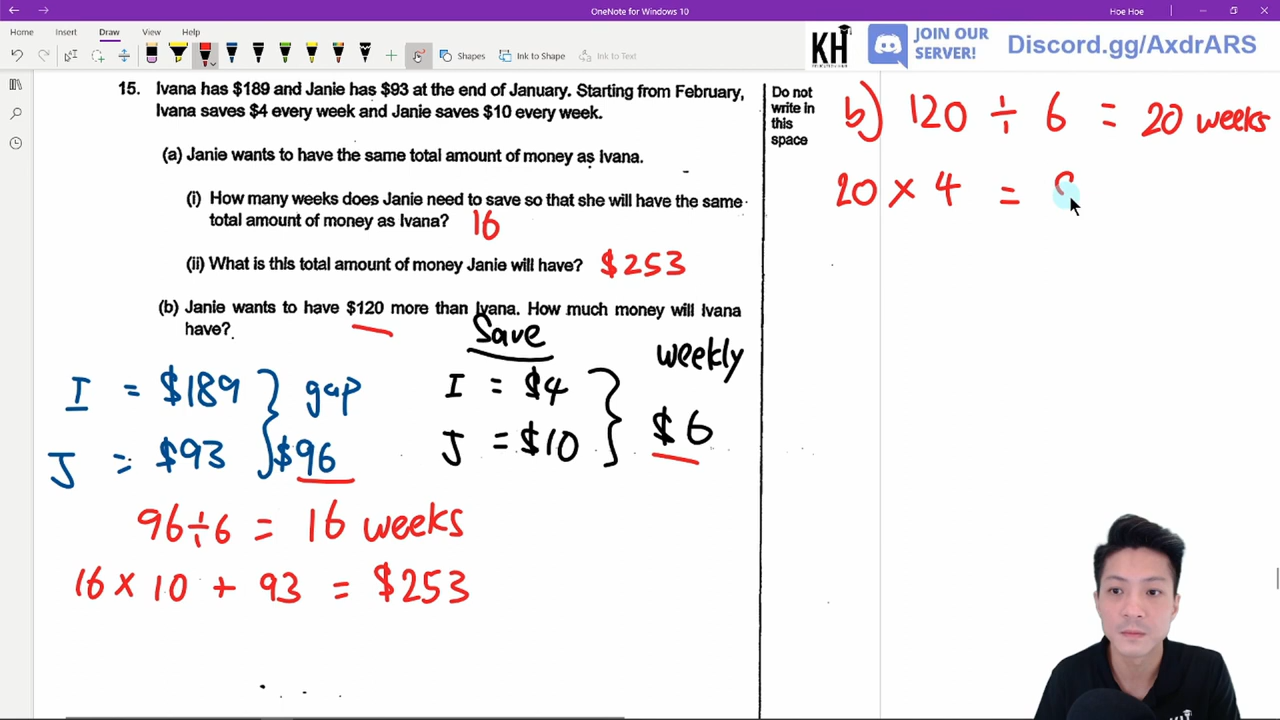 OneNote for Windows 10
Hoe Hoe
Home Insert Draw View Help
Shapes Ink to Shape Ink to Text
KH
JOIN OUR
SERVER!
Discord.gg/AxdrARS
15. Ivana has $189 and Janie has $93 at the end of January. Starting from February,
Ivana saves $4 every week and Janie saves $10 every week.
(a) Janie wants to have the same total amount of money as Ivana.
(i) How many weeks does Janie need to save so that she will have the same
total amount of money as Ivana? 16
(ii) What is this total amount of money Janie will have? $253
(b) Janie wants to have $120 more than Ivana. How much money will Ivana
have?
Do not
write in
this
space
Save
weekly
I = $189 } gap
J = $93 } $96
I = $4
J = $10 } $6
96÷6 = 16 weeks
16 × 10 + 93 = $253
b) 120 ÷ 6 = 20 weeks
20 × 4 =